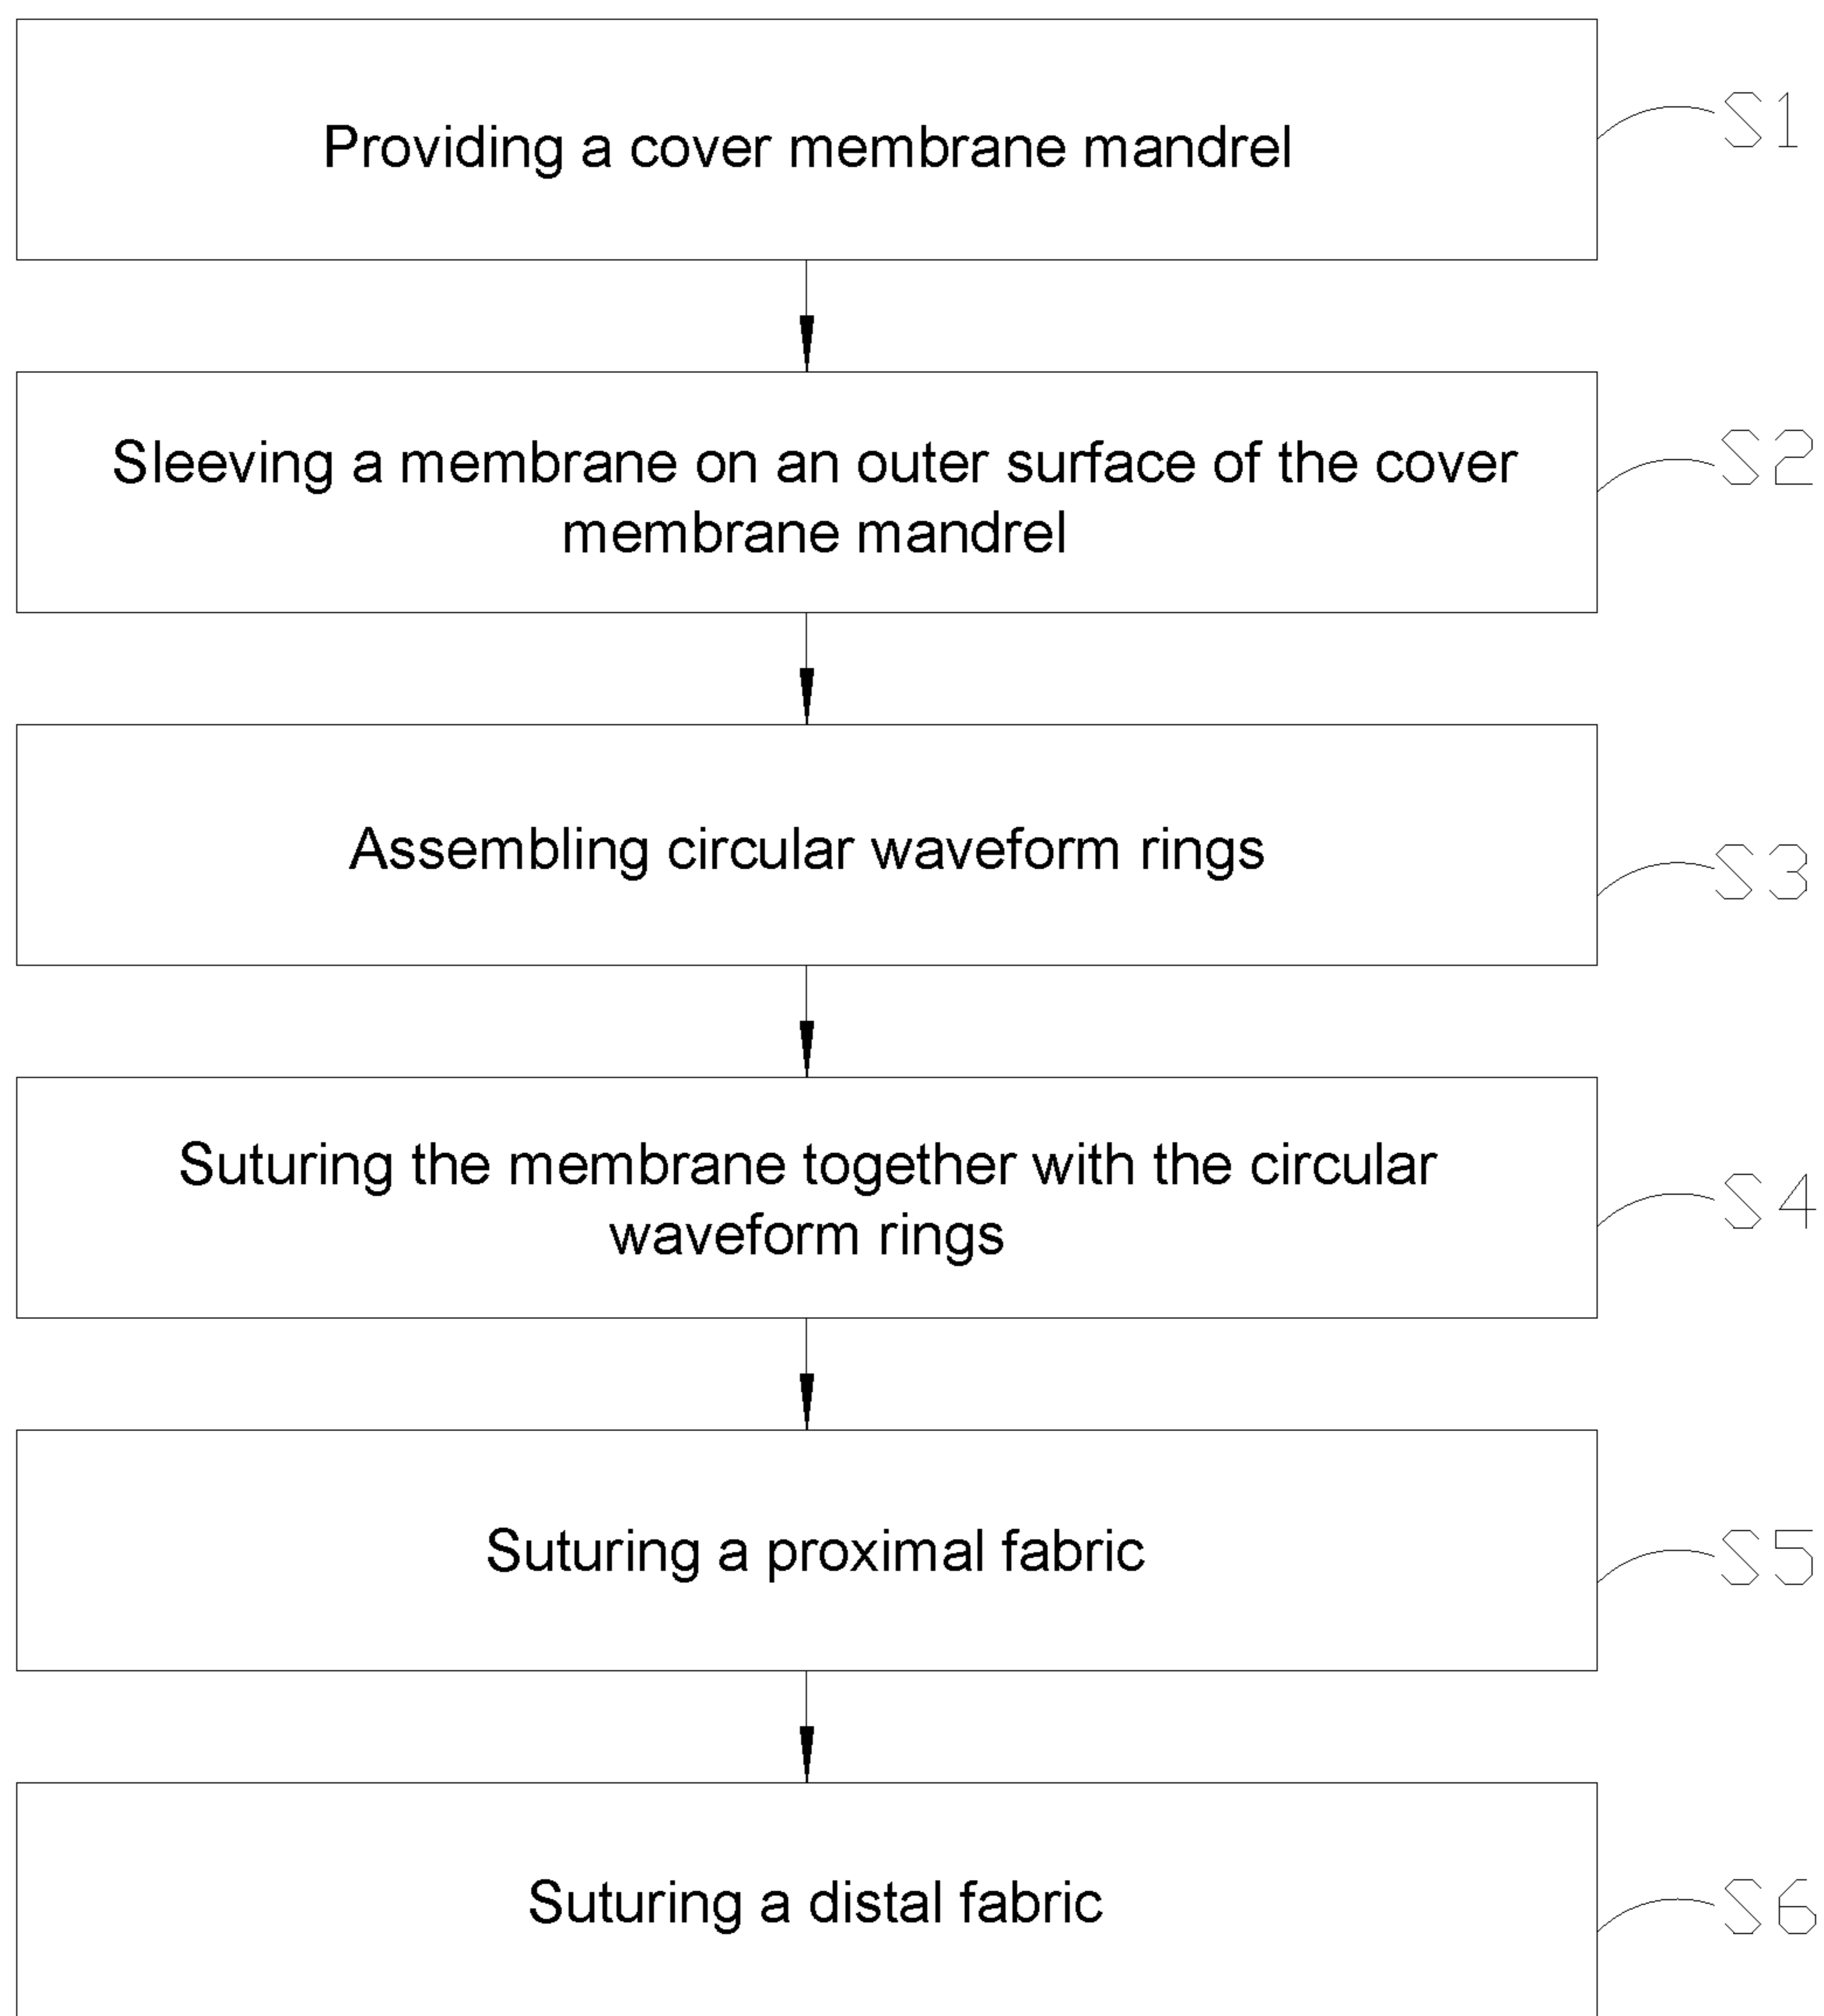 Providing a cover membrane mandrel
S1
Sleeving a membrane on an outer surface of the cover
membrane mandrel
S2
Assembling circular waveform rings
S3
Suturing the membrane together with the circular
waveform rings
S4
Suturing a proximal fabric
S5
Suturing a distal fabric
S6